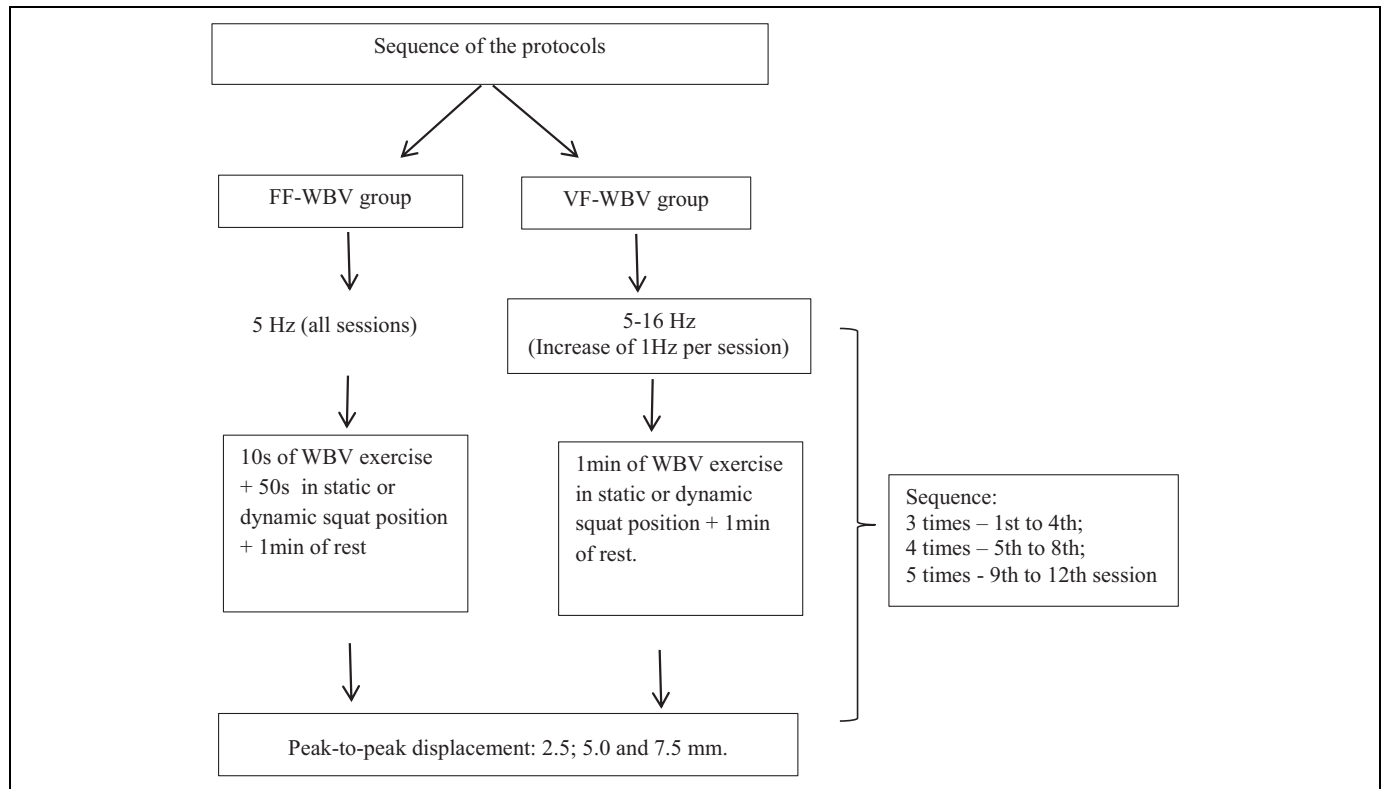 Sequence of the protocols
FF-WBV group
VF-WBV group
5 Hz (all sessions)
5-16 Hz
(Increase of 1Hz per session)
10s of WBV exercise
+ 50s in static or
dynamic squat position
+ 1min of rest
1min of WBV exercise
in static or dynamic
squat position + 1min
of rest.
Sequence:
3 times – 1st to 4th;
4 times – 5th to 8th;
5 times - 9th to 12th session
Peak-to-peak displacement: 2.5; 5.0 and 7.5 mm.